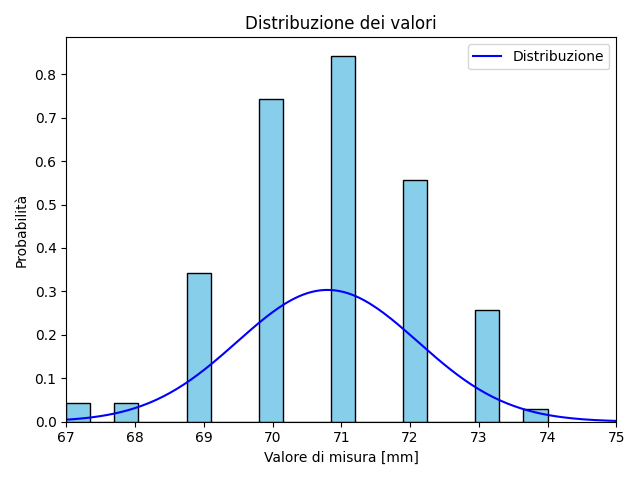 Distribuzione dei valori
Distribuzione
Probabilità
0.8
0.7
0.6
0.5
0.4
0.3
0.2
0.1
0.0
67 68 69 70 71 72 73 74 75
Valore di misura [mm]